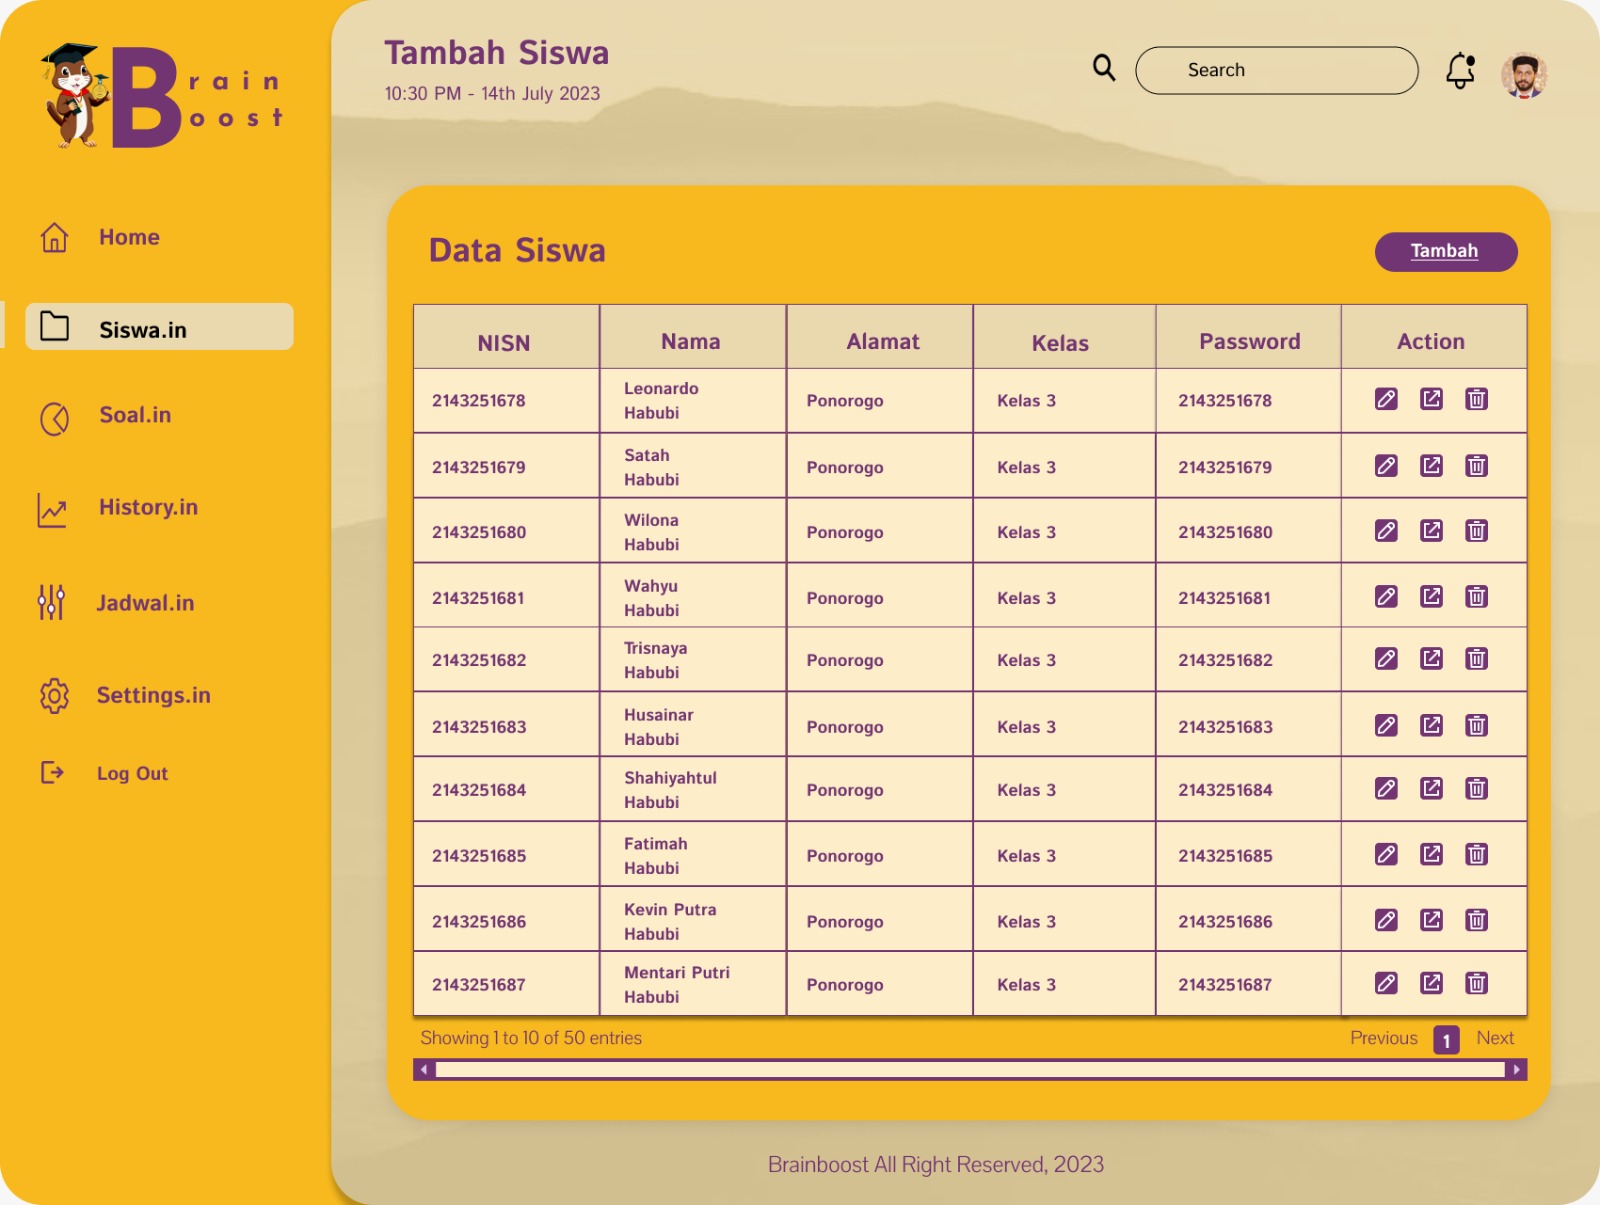 Brain
Boost
Home
Siswa.in
Soal.in
History.in
Jadwal.in
Settings.in
Log Out
Tambah Siswa
10:30 PM - 14th July 2023
Search
Data Siswa
Tambah
NISN Nama Alamat Kelas Password Action
2143251678 Leonardo Habubi Ponorogo Kelas 3 2143251678
2143251679 Satah Habubi Ponorogo Kelas 3 2143251679
2143251680 Wilona Habubi Ponorogo Kelas 3 2143251680
2143251681 Wahyu Habubi Ponorogo Kelas 3 2143251681
2143251682 Trisnaya Habubi Ponorogo Kelas 3 2143251682
2143251683 Husainar Habubi Ponorogo Kelas 3 2143251683
2143251684 Shahiyahtul Habubi Ponorogo Kelas 3 2143251684
2143251685 Fatimah Habubi Ponorogo Kelas 3 2143251685
2143251686 Kevin Putra Habubi Ponorogo Kelas 3 2143251686
2143251687 Mentari Putri Habubi Ponorogo Kelas 3 2143251687
Showing 1 to 10 of 50 entries Previous 1 Next
Brainboost All Right Reserved, 2023